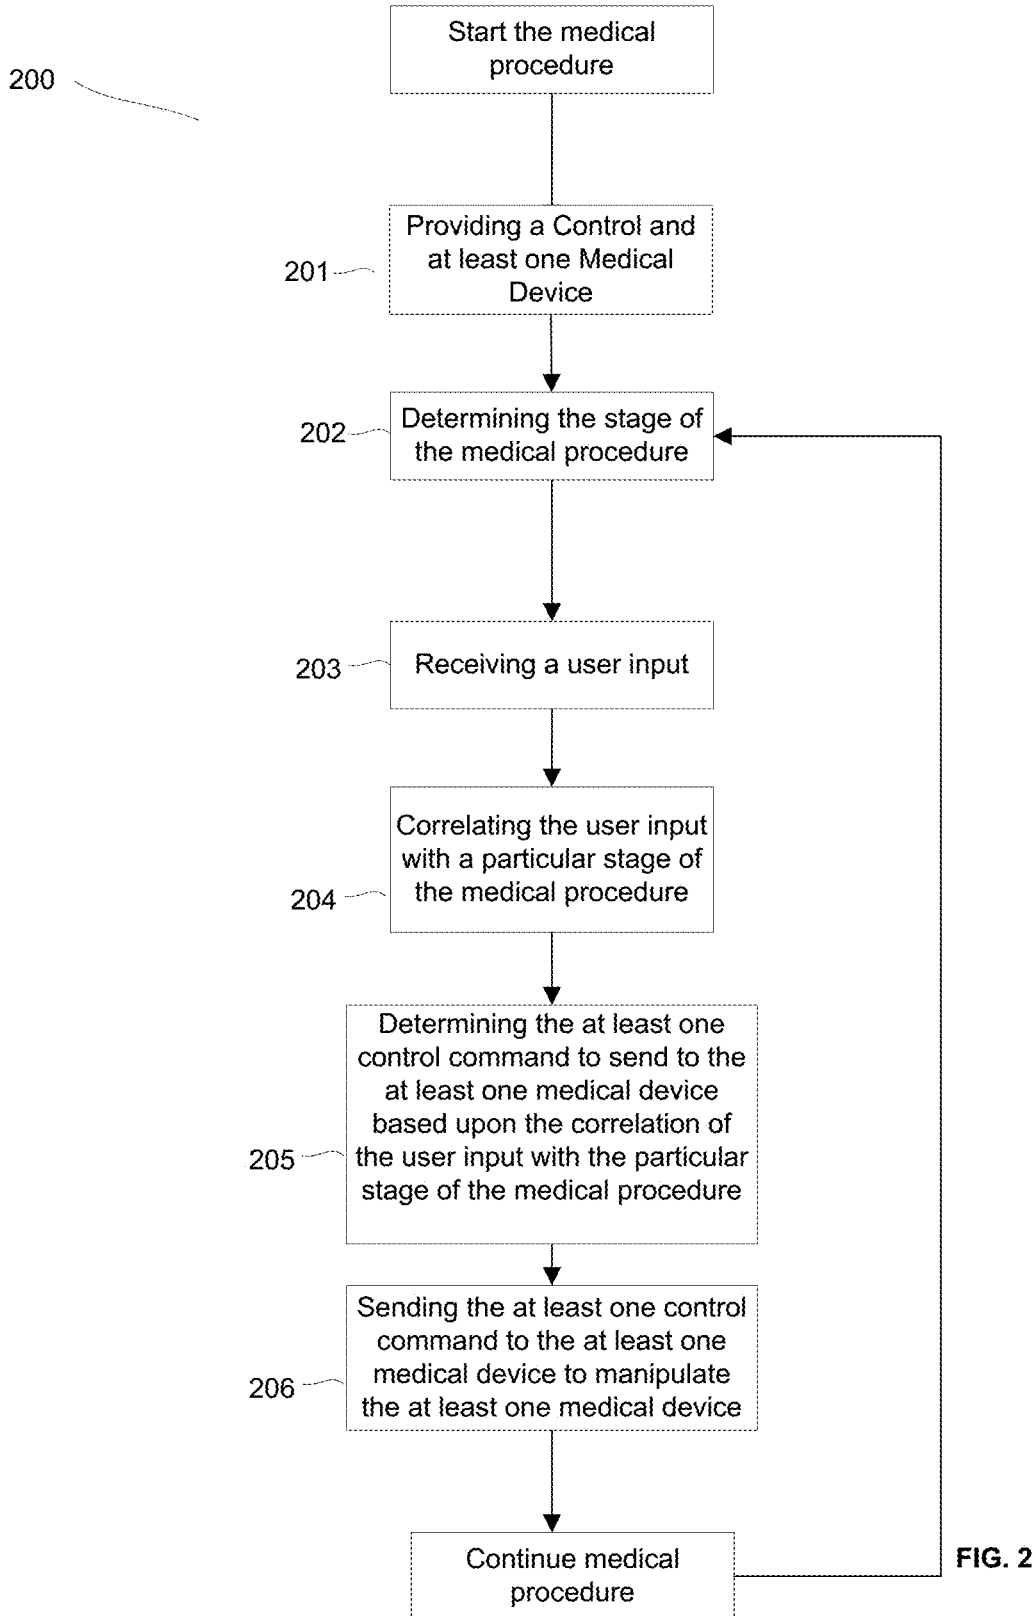 Start the medical
procedure
200
Providing a Control and
at least one Medical
Device
201
Determining the stage of
the medical procedure
202
Receiving a user input
203
Correlating the user input
with a particular stage of
the medical procedure
204
Determining the at least one
control command to send to the
at least one medical device
based upon the correlation of
the user input with the particular
stage of the medical procedure
205
Sending the at least one control
command to the at least one
medical device to manipulate
the at least one medical device
206
Continue medical
procedure
FIG. 2